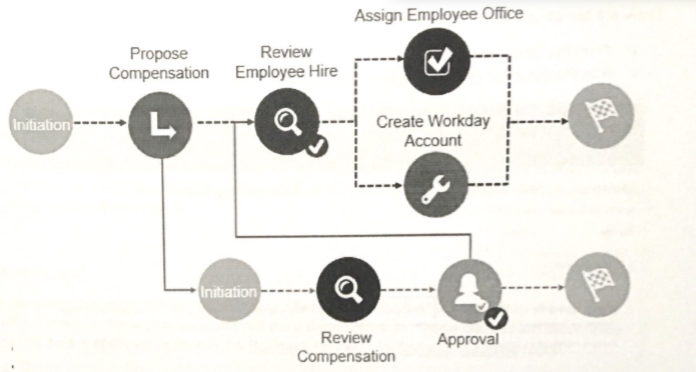 Assign Employee Office
Propose
Compensation
Review
Employee Hire
Initiation
Create Workday
Account
Initiation
Review
Compensation
Approval